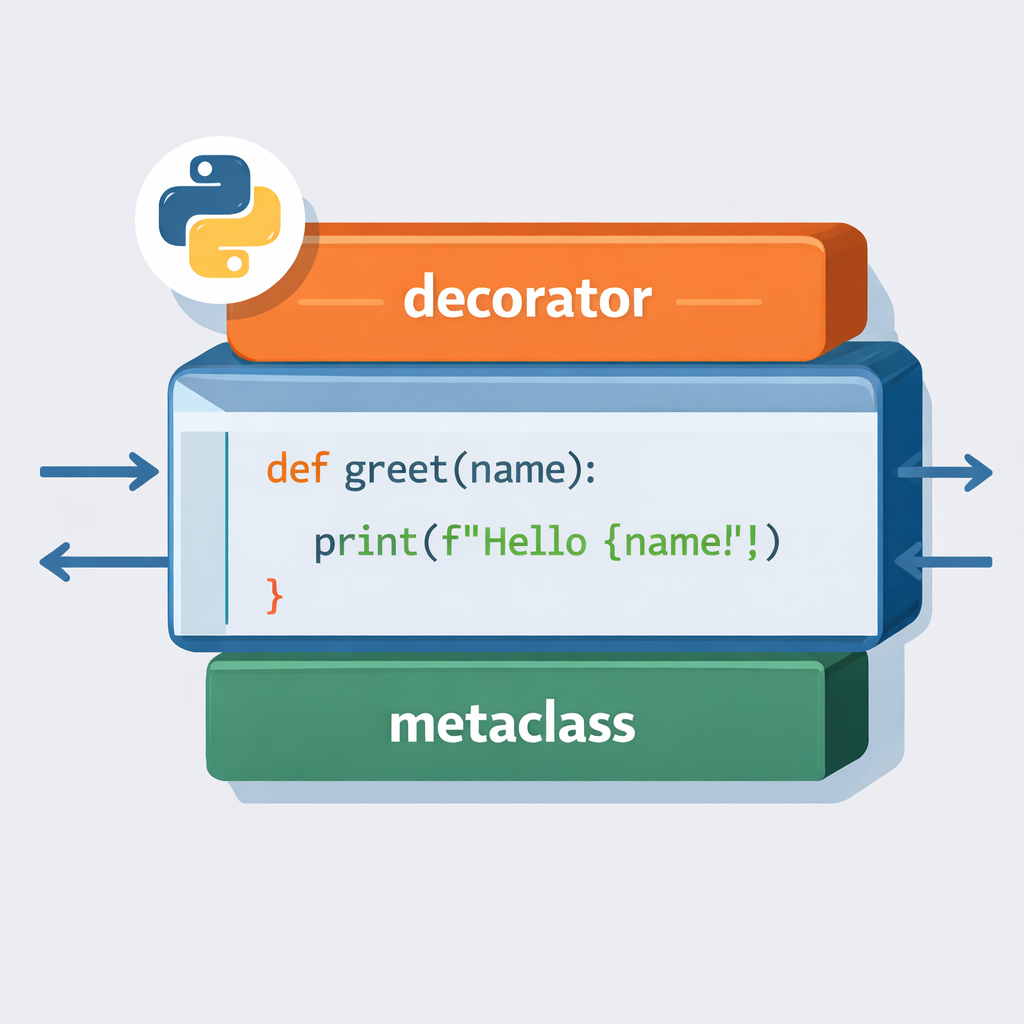 decorator
def greet(name):
print(f"Hello {name!"!)
}
metaclass